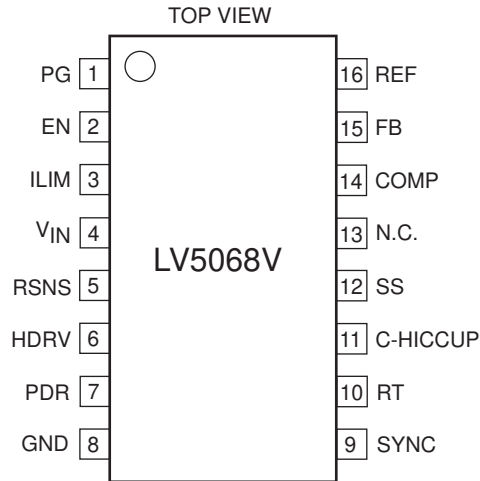 TOP VIEW
PG 1
EN 2
ILIM 3
VIN 4
RSNS 5
HDRV 6
PDR 7
GND 8
LV5068V
16 REF
15 FB
14 COMP
13 N.C.
12 SS
11 C-HICCUP
10 RT
9 SYNC